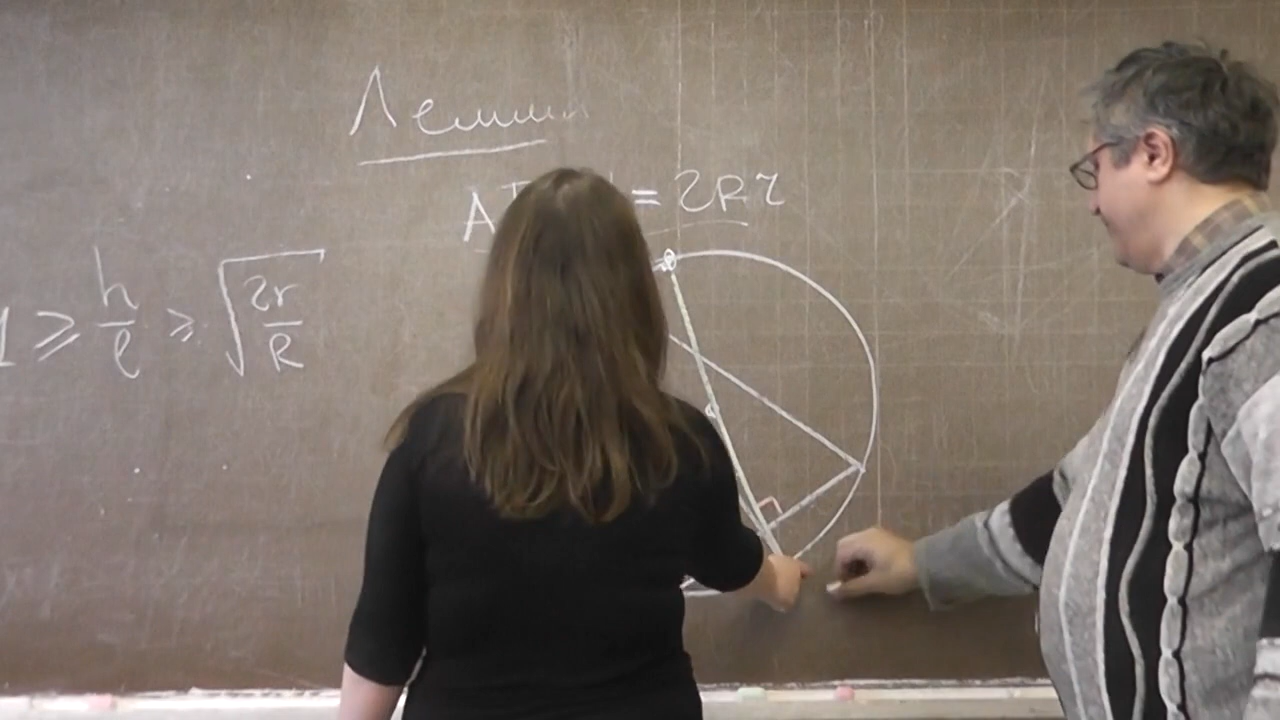 Лемма
A = 2Rr
1 ⩾ h/l ⩾ √(2r/R)